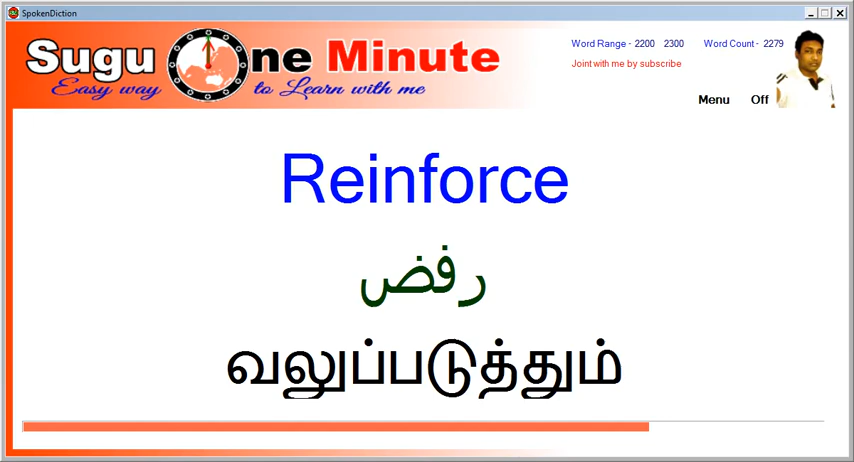 SpokenDiction
Sugu One Minute
Easy way to Learn with me
Word Range - 2200 2300 Word Count - 2279
Joint with me by subscribe
Menu Off
Reinforce
رفض
வலுப்படுத்தும்